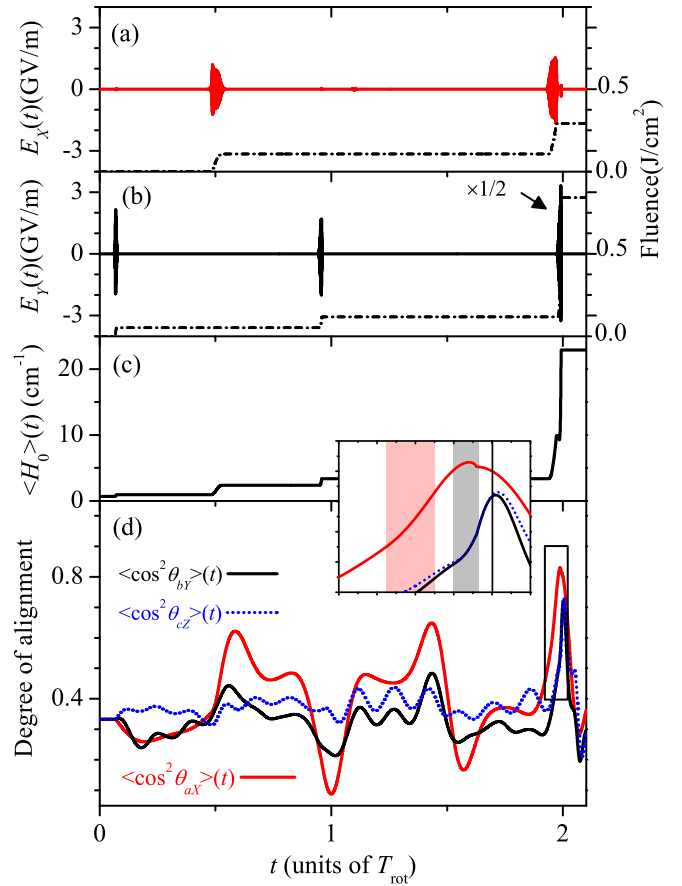 (a)
3
0
-3
E_X(t)(GV/m)
0.5
0.0
Fluence(J/cm²)
(b)
×1/2
3
0
-3
E_Y(t)(GV/m)
0.5
0.0
(c)
20
10
0
<H₀>(t) (cm⁻¹)
(d)
<cos²θ_bY>(t)
<cos²θ_cZ>(t)
<cos²θ_aX>(t)
0.8
0.4
Degree of alignment
0 1 2
t (units of T_rot)